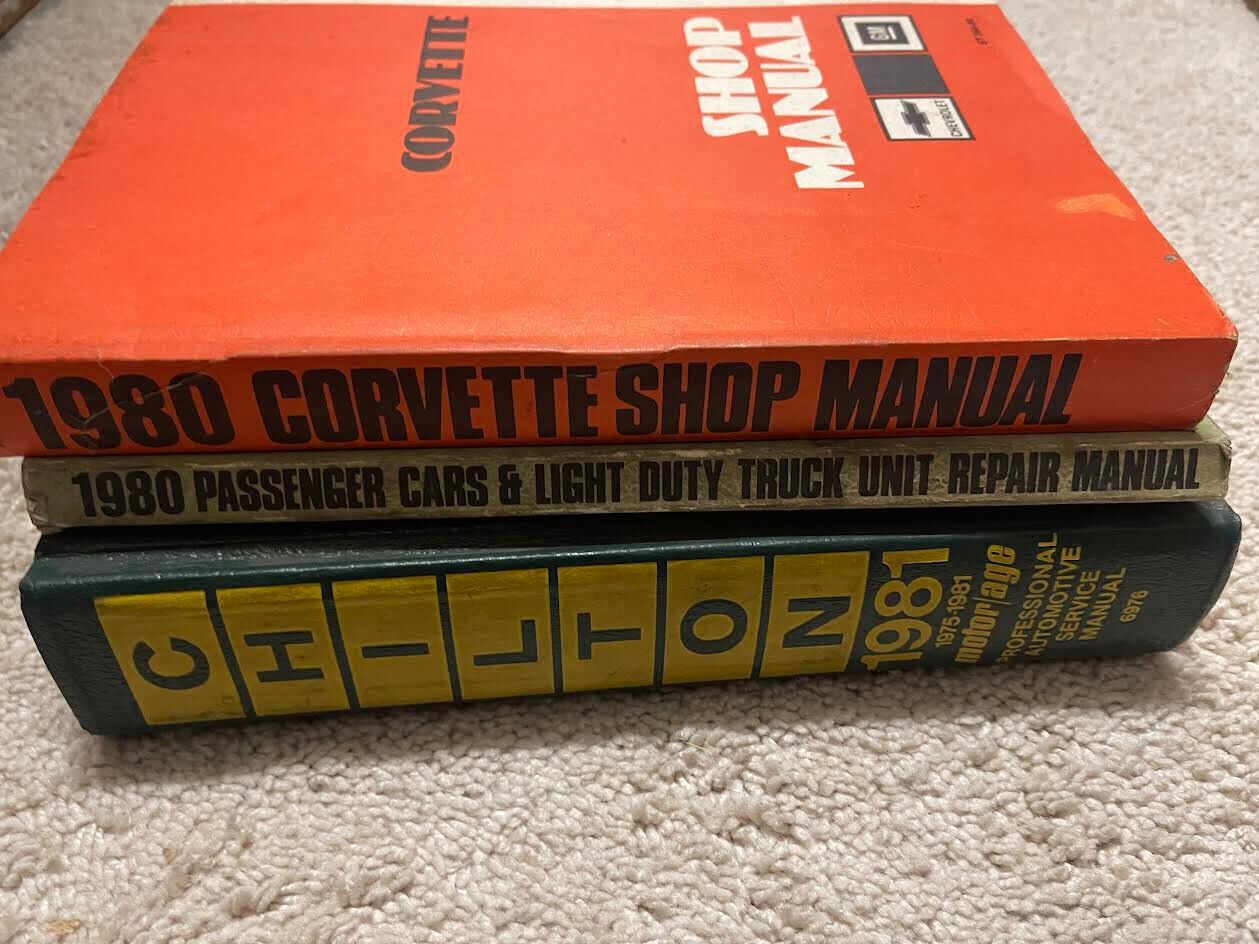 CORVETTE
SHOP
MANUAL
GM
CHEVROLET
1980 CORVETTE SHOP MANUAL
1980 PASSENGER CARS & LIGHT DUTY TRUCK UNIT REPAIR MANUAL
CHILTON
1981
1975-1981
motor/age
PROFESSIONAL
AUTOMOTIVE
SERVICE
MANUAL
6976